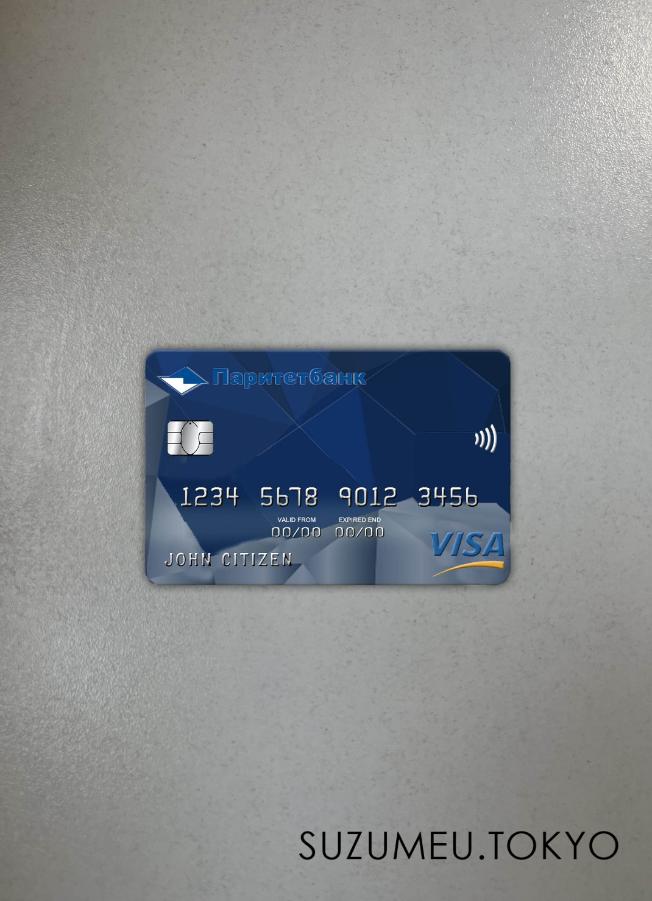 Паритетбанк
1234 5678 9012 3456
VALID FROM EXPIRED END
00/00 00/00
JOHN CITIZEN
VISA
SUZUMEU.TOKYO